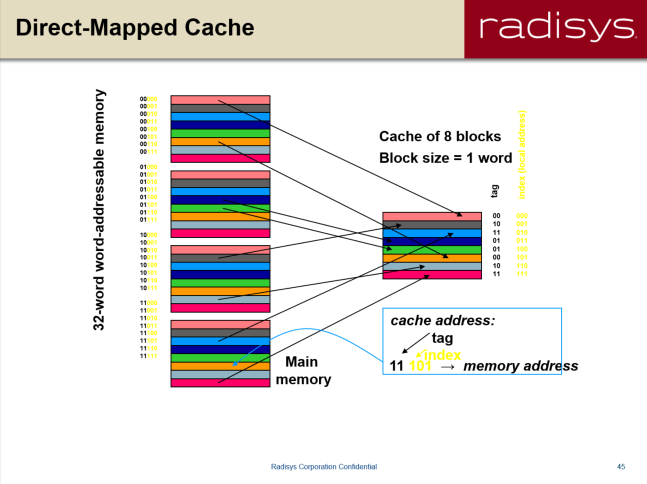 Direct-Mapped Cache
radisys.
32-word word-addressable memory
00000
00001
00010
00011
00100
00101
00110
00111
01000
01001
01010
01011
01100
01101
01110
01111
10000
10001
10010
10011
10100
10101
10110
10111
11000
11001
11010
11011
11100
11101
11110
11111
Main
memory
Cache of 8 blocks
Block size = 1 word
tag
index (local address)
00 000
10 001
11 010
01 011
01 100
00 101
10 110
11 111
cache address:
tag
index
11 101 → memory address
Radisys Corporation Confidential
45